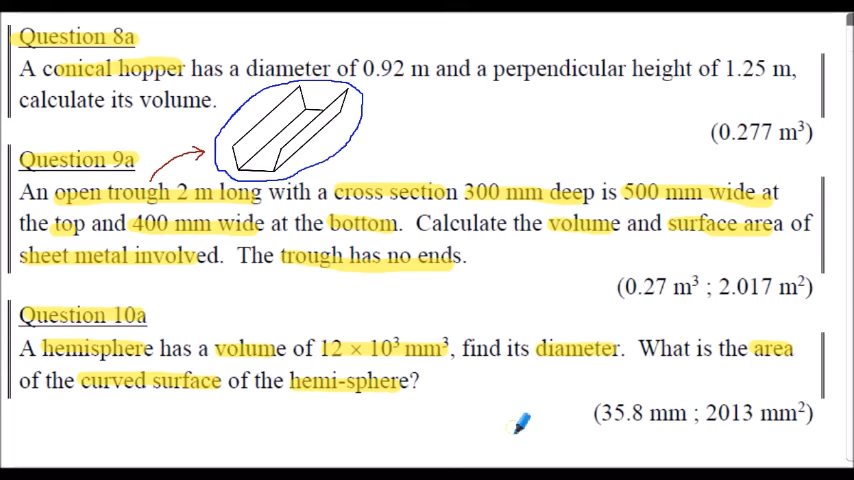 Question 8a
A conical hopper has a diameter of 0.92 m and a perpendicular height of 1.25 m,
calculate its volume.
(0.277 m³)
Question 9a
An open trough 2 m long with a cross section 300 mm deep is 500 mm wide at
the top and 400 mm wide at the bottom. Calculate the volume and surface area of
sheet metal involved. The trough has no ends.
(0.27 m³ ; 2.017 m²)
Question 10a
A hemisphere has a volume of 12 × 10³ mm³, find its diameter. What is the area
of the curved surface of the hemi-sphere?
(35.8 mm ; 2013 mm²)